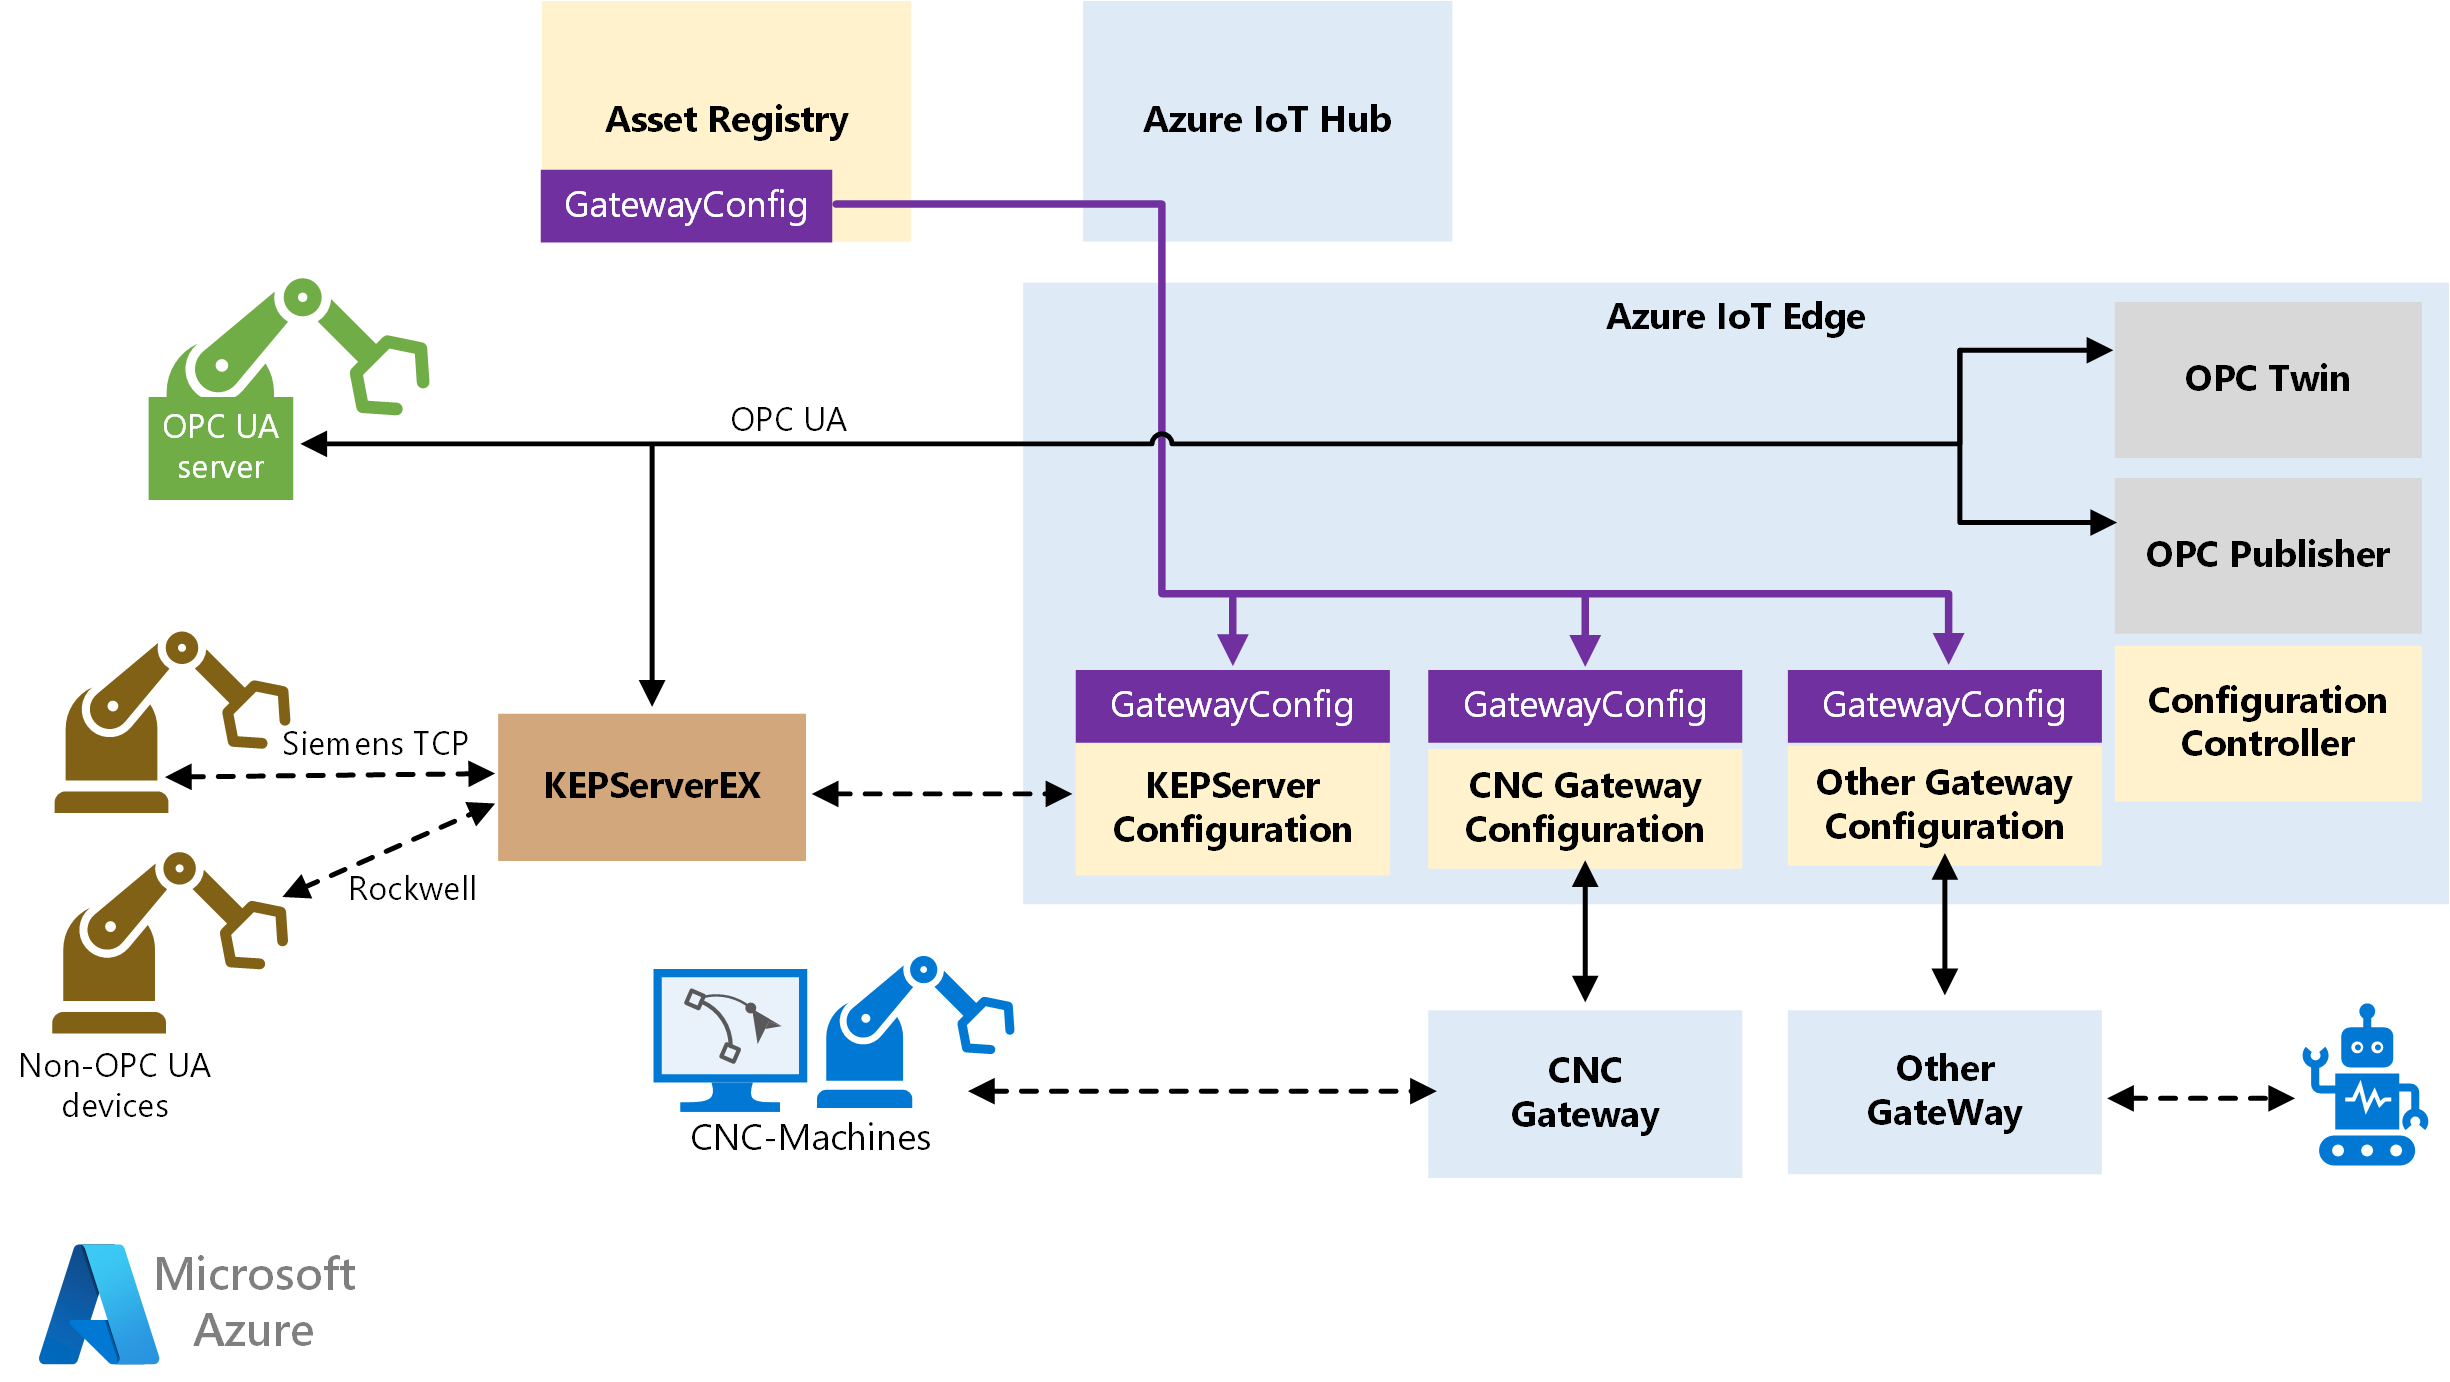 Asset Registry
GatewayConfig
Azure IoT Hub
Azure IoT Edge
OPC Twin
OPC Publisher
Configuration
Controller
OPC UA
server
OPC UA
GatewayConfig
KEPServer
Configuration
GatewayConfig
CNC Gateway
Configuration
GatewayConfig
Other Gateway
Configuration
Siemens TCP
KEPServerEX
Rockwell
Non-OPC UA
devices
CNC-Machines
CNC
Gateway
Other
GateWay
Microsoft
Azure